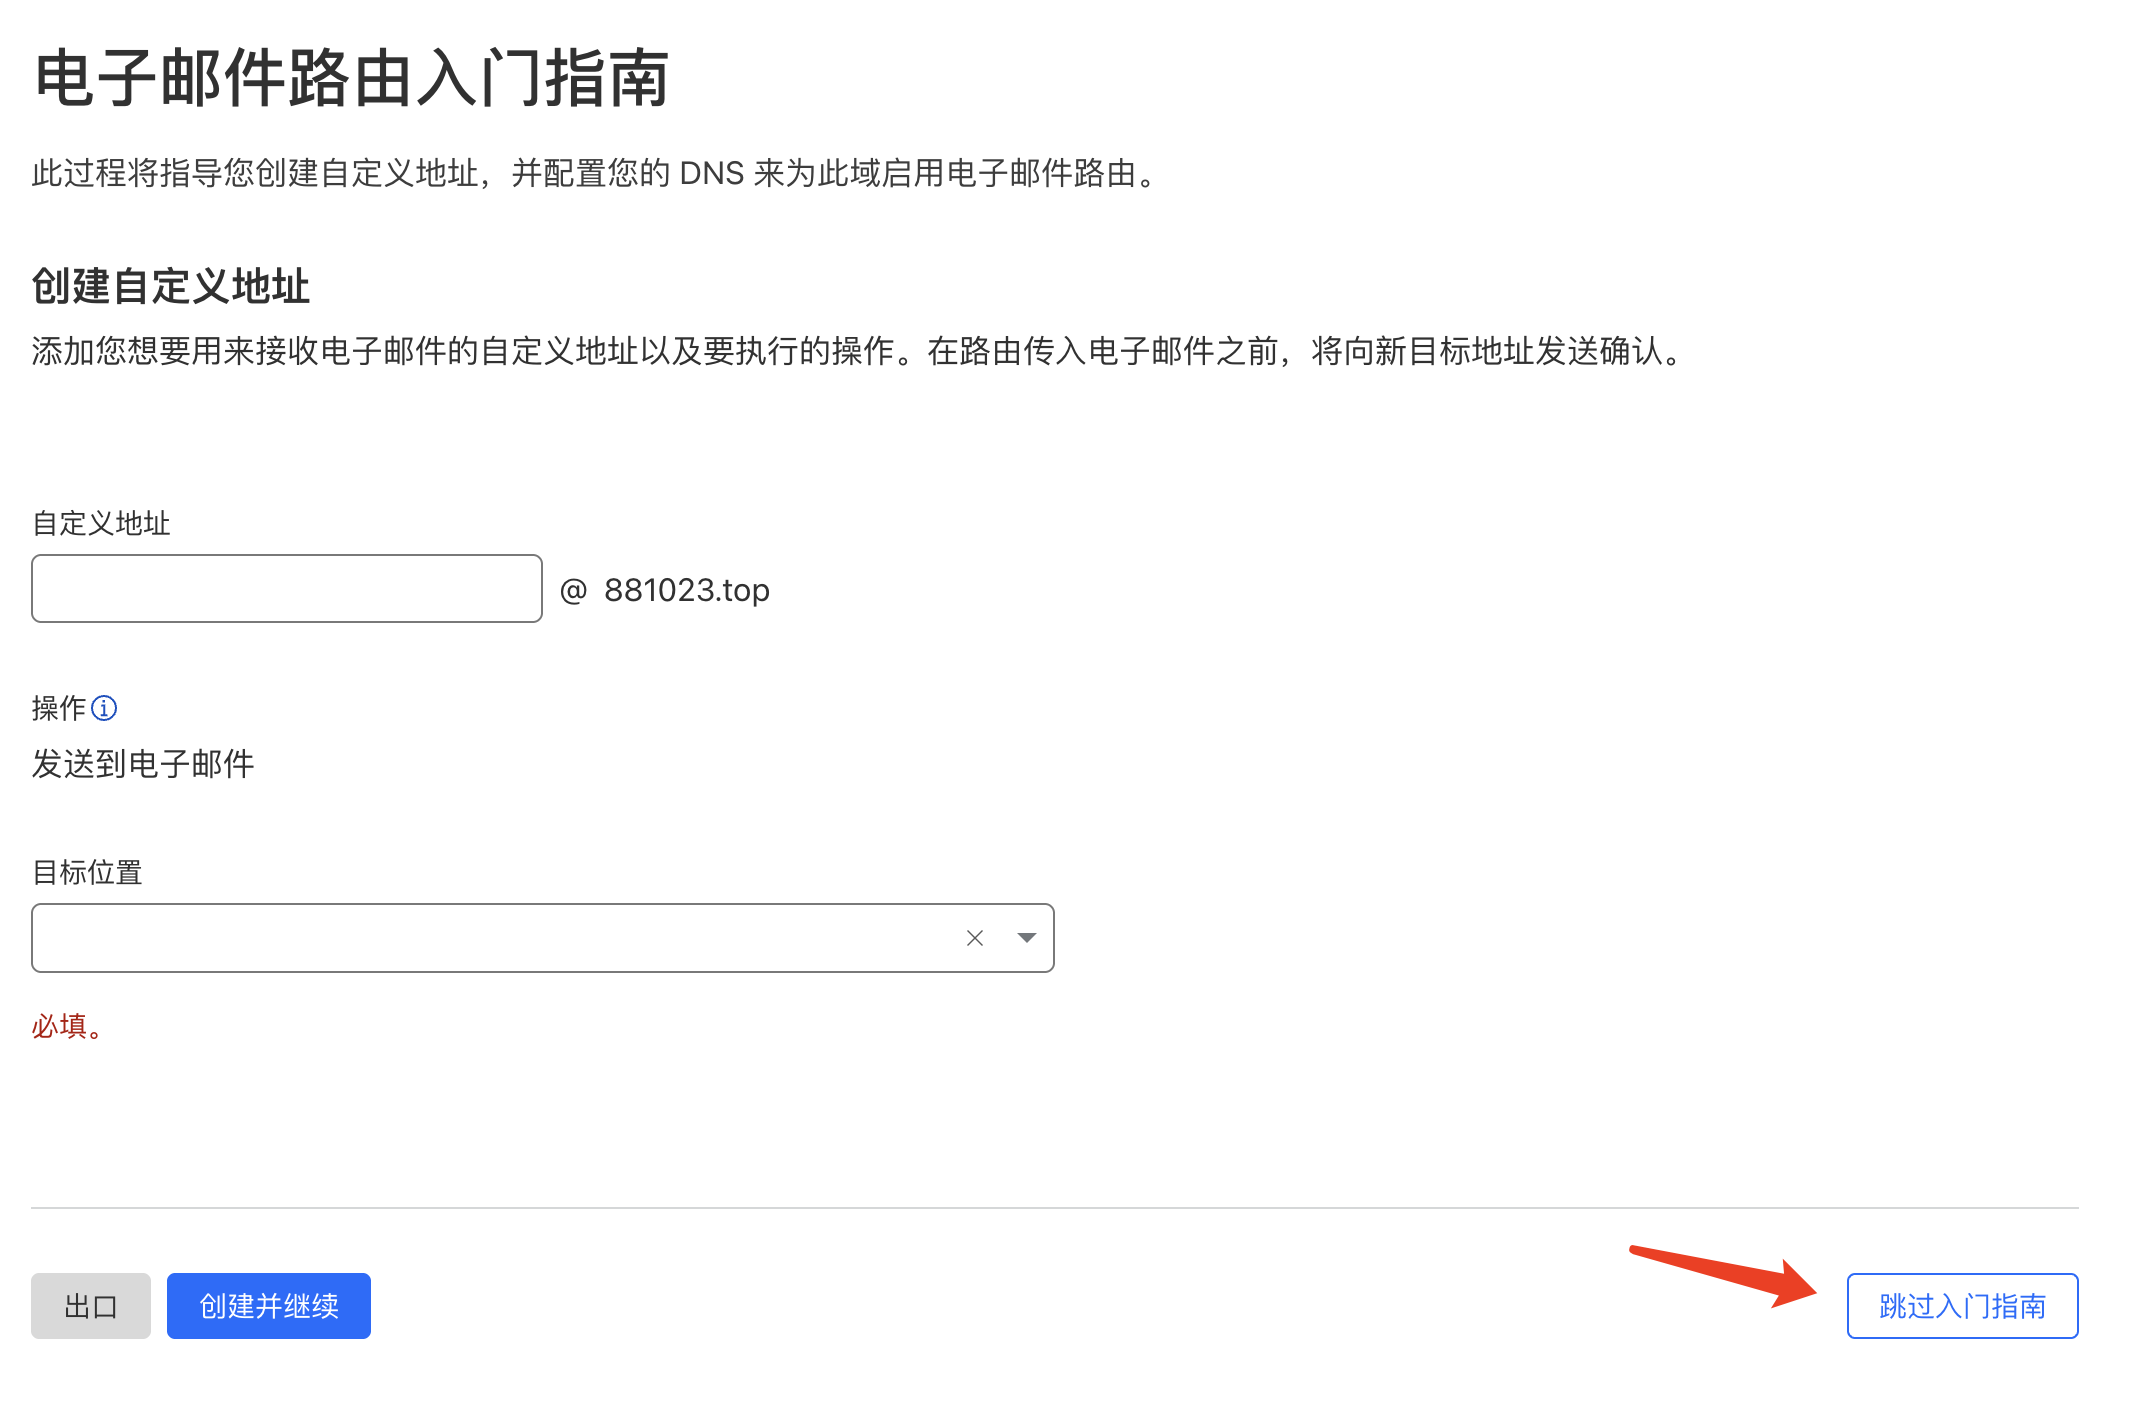 电子邮件路由入门指南
此过程将指导您创建自定义地址，并配置您的 DNS 来为此域启用电子邮件路由。
创建自定义地址
添加您想要用来接收电子邮件的自定义地址以及要执行的操作。在路由传入电子邮件之前，将向新目标地址发送确认。
自定义地址
@ 881023.top
操作
发送到电子邮件
目标位置
必填。
出口 创建并继续 跳过入门指南